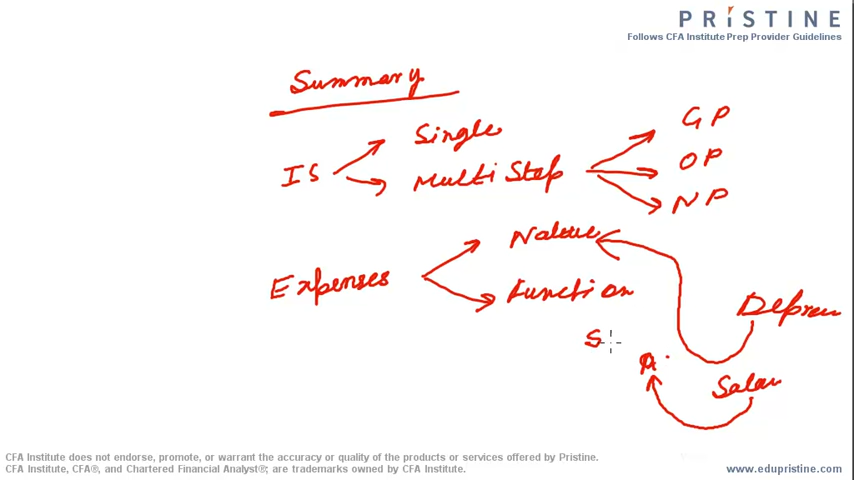 PRISTINE
Follows CFA Institute Prep Provider Guidelines
Summary
IS
Single
Multi Step
GP
OP
NP
Expenses
Nature
Function
Depre
S
Salar
CFA Institute does not endorse, promote, or warrant the accuracy or quality of the products or services offered by Pristine.
CFA Institute, CFA®, and Chartered Financial Analyst®; are trademarks owned by CFA Institute.
www.edupristine.com